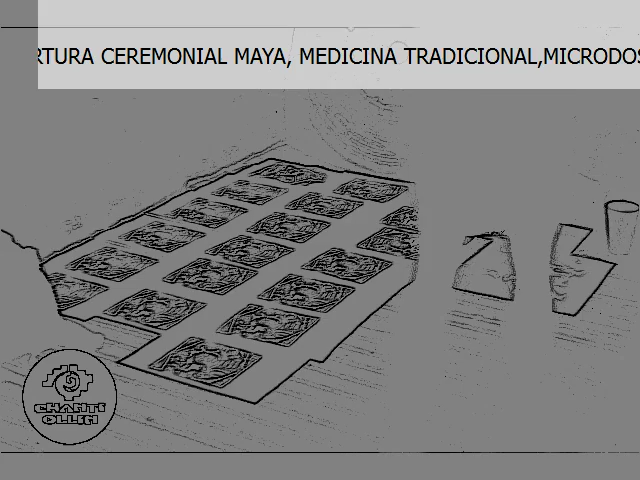 RTURA CEREMONIAL MAYA, MEDICINA TRADICIONAL,MICRODOS
CHANTI
OLLIN